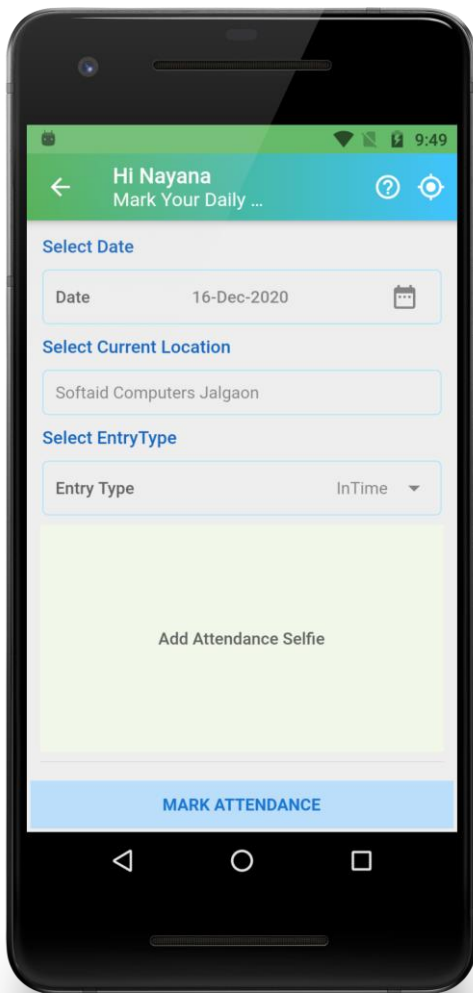 9:49
Hi Nayana
Mark Your Daily ...
Select Date
Date 16-Dec-2020
Select Current Location
Softaid Computers Jalgaon
Select EntryType
Entry Type InTime
Add Attendance Selfie
MARK ATTENDANCE